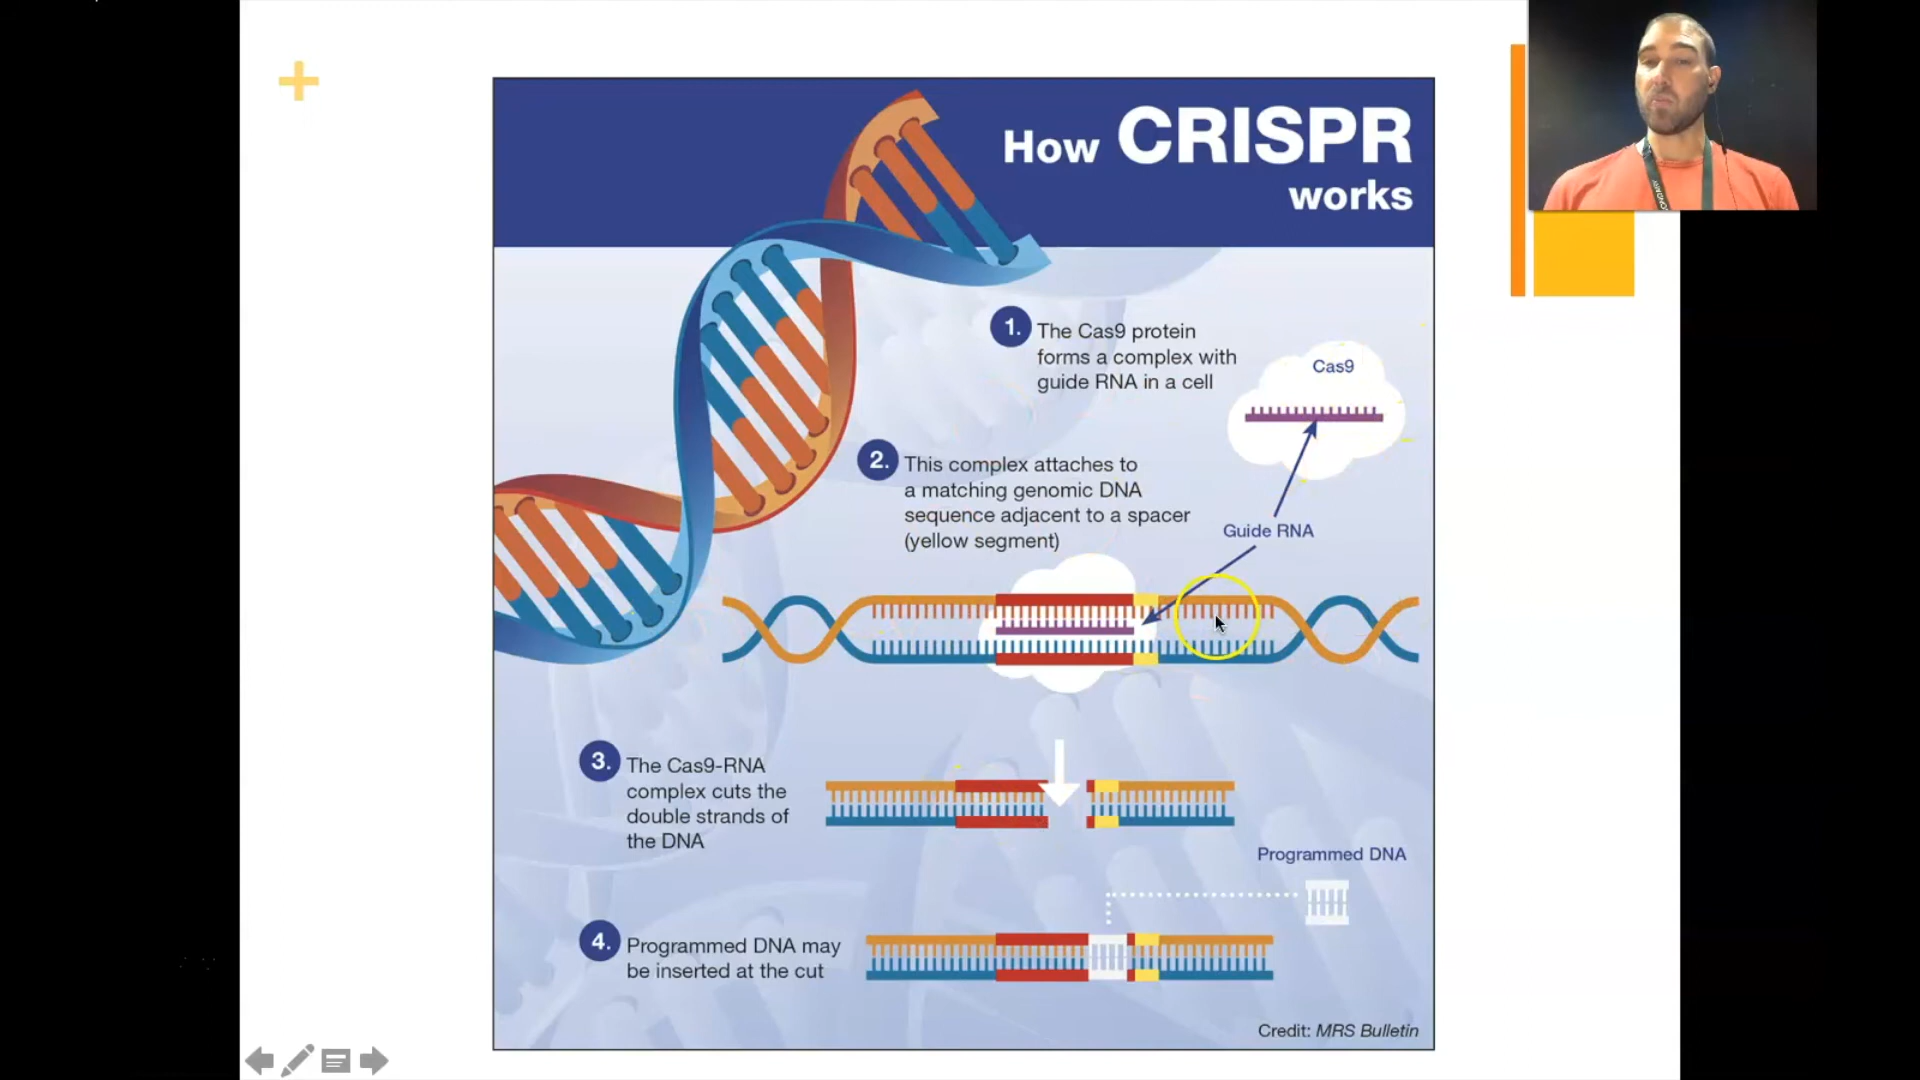 How CRISPR
works
1. The Cas9 protein
forms a complex with
guide RNA in a cell
Cas9
2. This complex attaches to
a matching genomic DNA
sequence adjacent to a spacer
(yellow segment)
Guide RNA
3. The Cas9-RNA
complex cuts the
double strands of
the DNA
Programmed DNA
4. Programmed DNA may
be inserted at the cut
Credit: MRS Bulletin